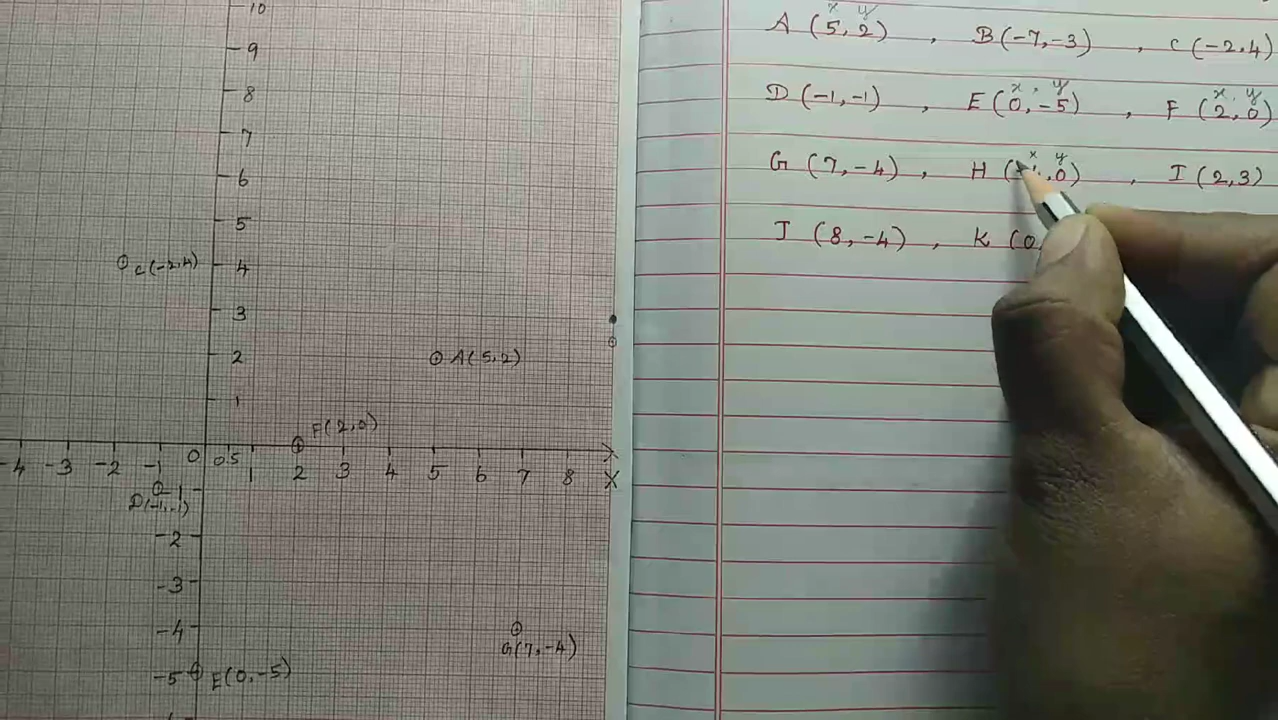 10
9
8
7
6
5
4
3
2
1
C(-2,4)
A(5,2)
F(2,0)
-4 -3 -2 -1 0 0.5 1 2 3 4 5 6 7 8 X
-1
D(-1,-1)
-2
-3
-4
G(7,-4)
-5 E(0,-5)
x y
A (5, 2) , B(-7,-3) , C(-2,4)
x, y x, y
D (-1, -1) , E(0,-5) , F (2,0)
x y
G (7, -4) , H ( ,0) , I (2,3)
J (8,-4) , K (0,